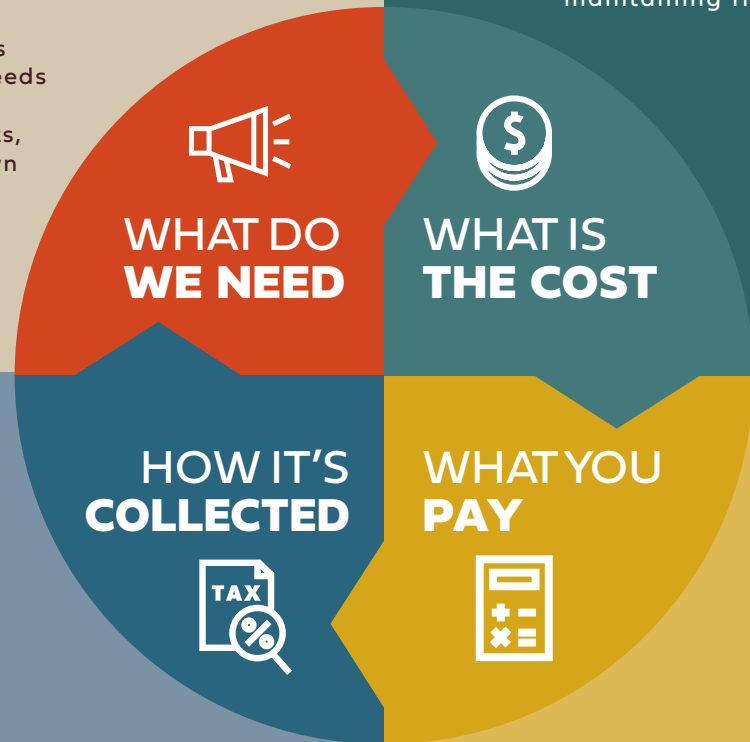 WHAT DO
WE NEED
WHAT IS
THE COST
HOW IT’S
COLLECTED
TAX
%
WHAT YOU
PAY
$